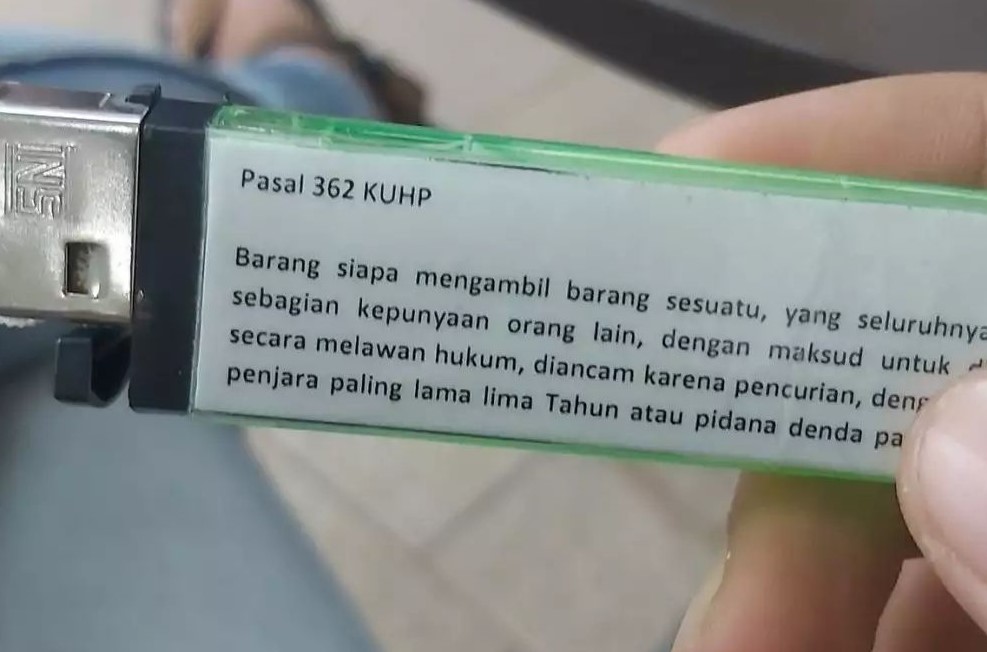 SNI
Pasal 362 KUHP
Barang siapa mengambil barang sesuatu, yang seluruhnya
sebagian kepunyaan orang lain, dengan maksud untuk
secara melawan hukum, diancam karena pencurian,
penjara paling lama lima Tahun atau pidana denda